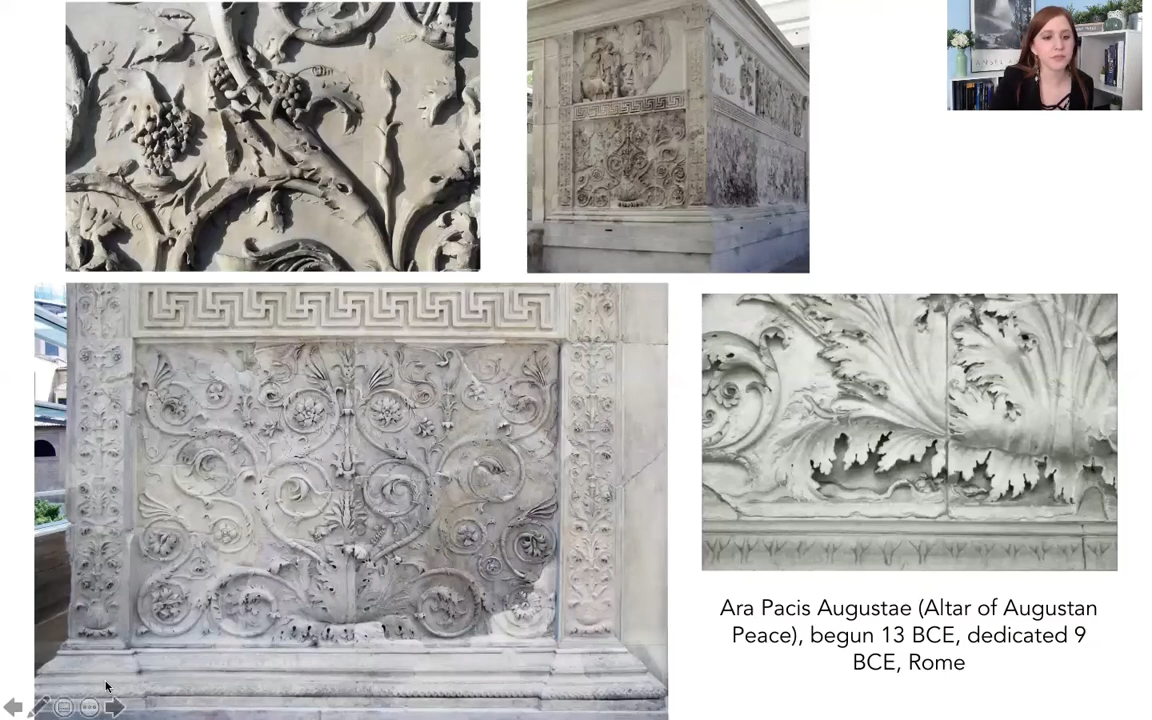 Ara Pacis Augustae (Altar of Augustan
Peace), begun 13 BCE, dedicated 9
BCE, Rome